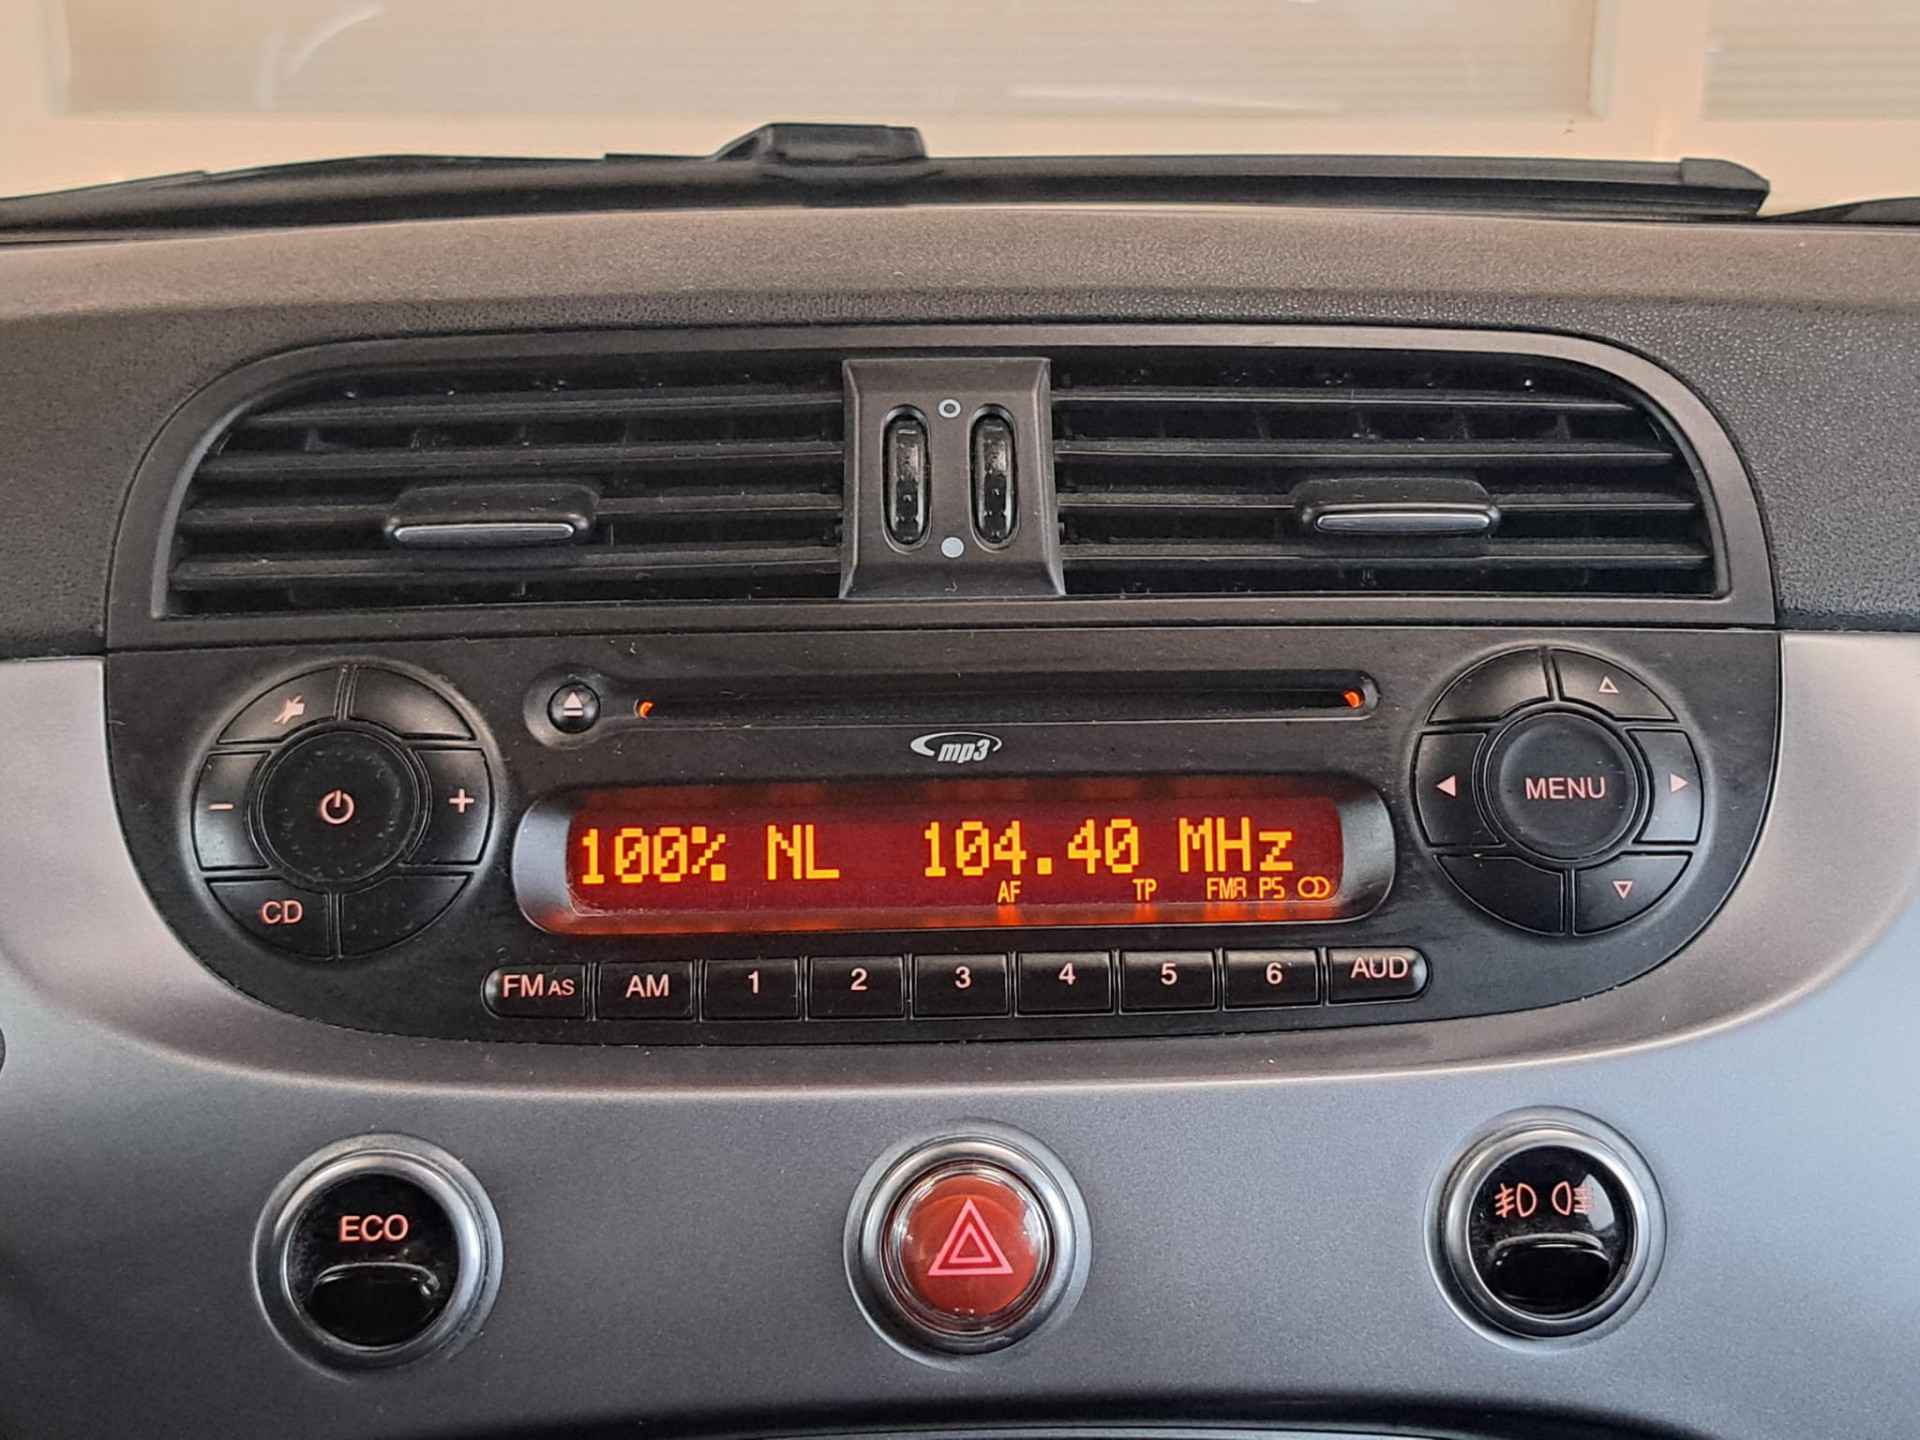 mp3
MENU
100% NL 104.40 MHz
AF TP FMA PS
CD
FM AS AM 1 2 3 4 5 6 AUD
ECO